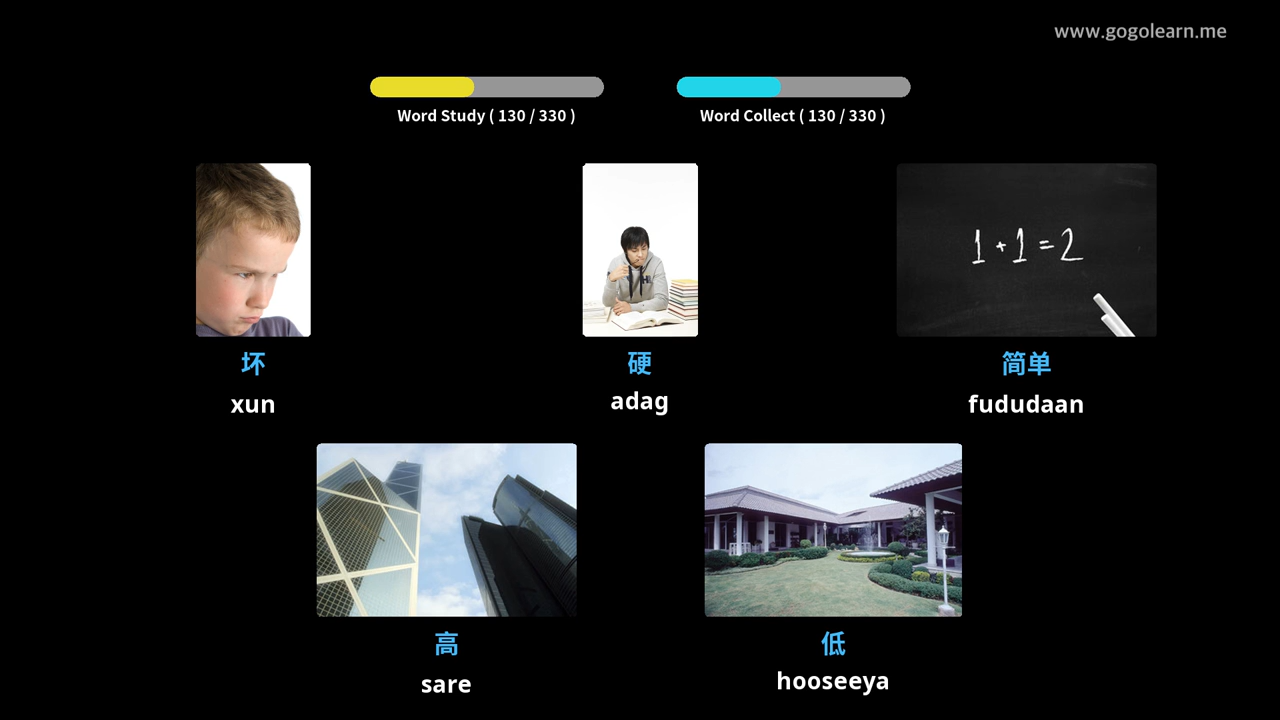 www.gogolearn.me
Word Study ( 130 / 330 )
Word Collect ( 130 / 330 )
1 + 1 = 2
坏
xun
硬
adag
简单
fududaan
高
sare
低
hooseeya